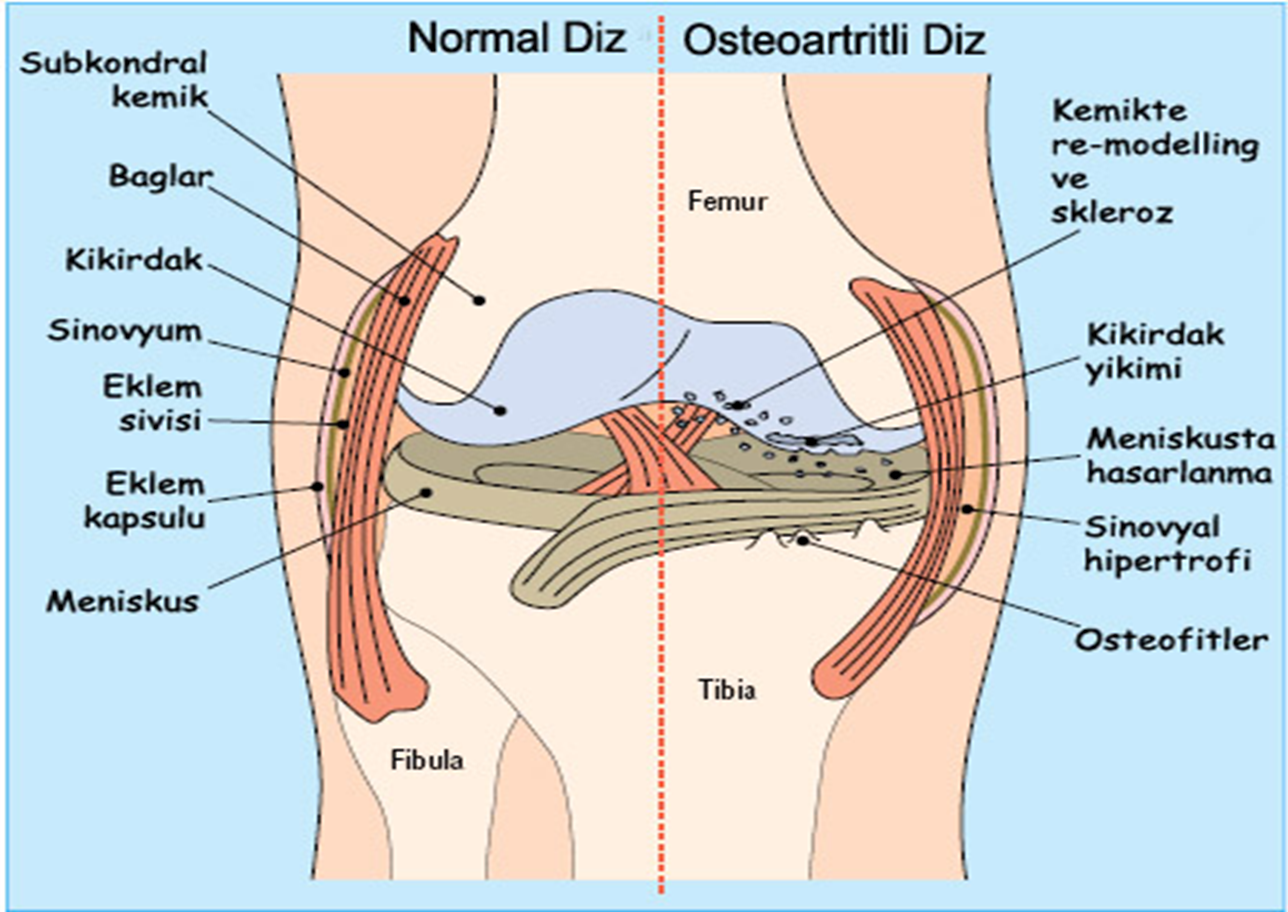 Normal Diz
Osteoartritli Diz
Subkondral
kemik
Baglar
Kikirdak
Sinovyum
Eklem
sivisi
Eklem
kapsulu
Meniskus
Femur
Tibia
Fibula
Kemikte
re-modelling
ve
skleroz
Kikirdak
yikimi
Meniskusta
hasarlanma
Sinovyal
hipertrofi
Osteofitler